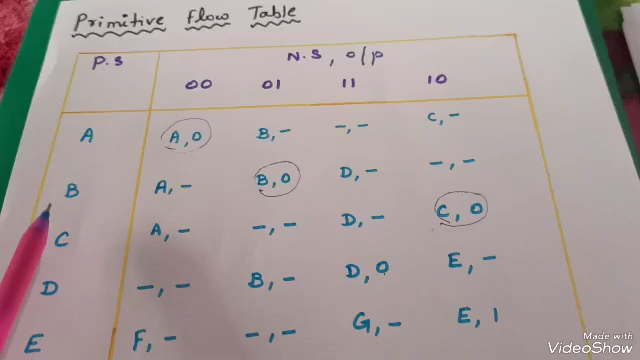 Primitive Flow Table
P.S N.S, o/p
00 01 11 10
A A,0 B,- -,- C,-
B A,- B,0 D,- -,-
C A,- -,- D,- C,0
D -,- B,- D,0 E,-
E F,- -,- G,- E,1
Made With
VideoShow